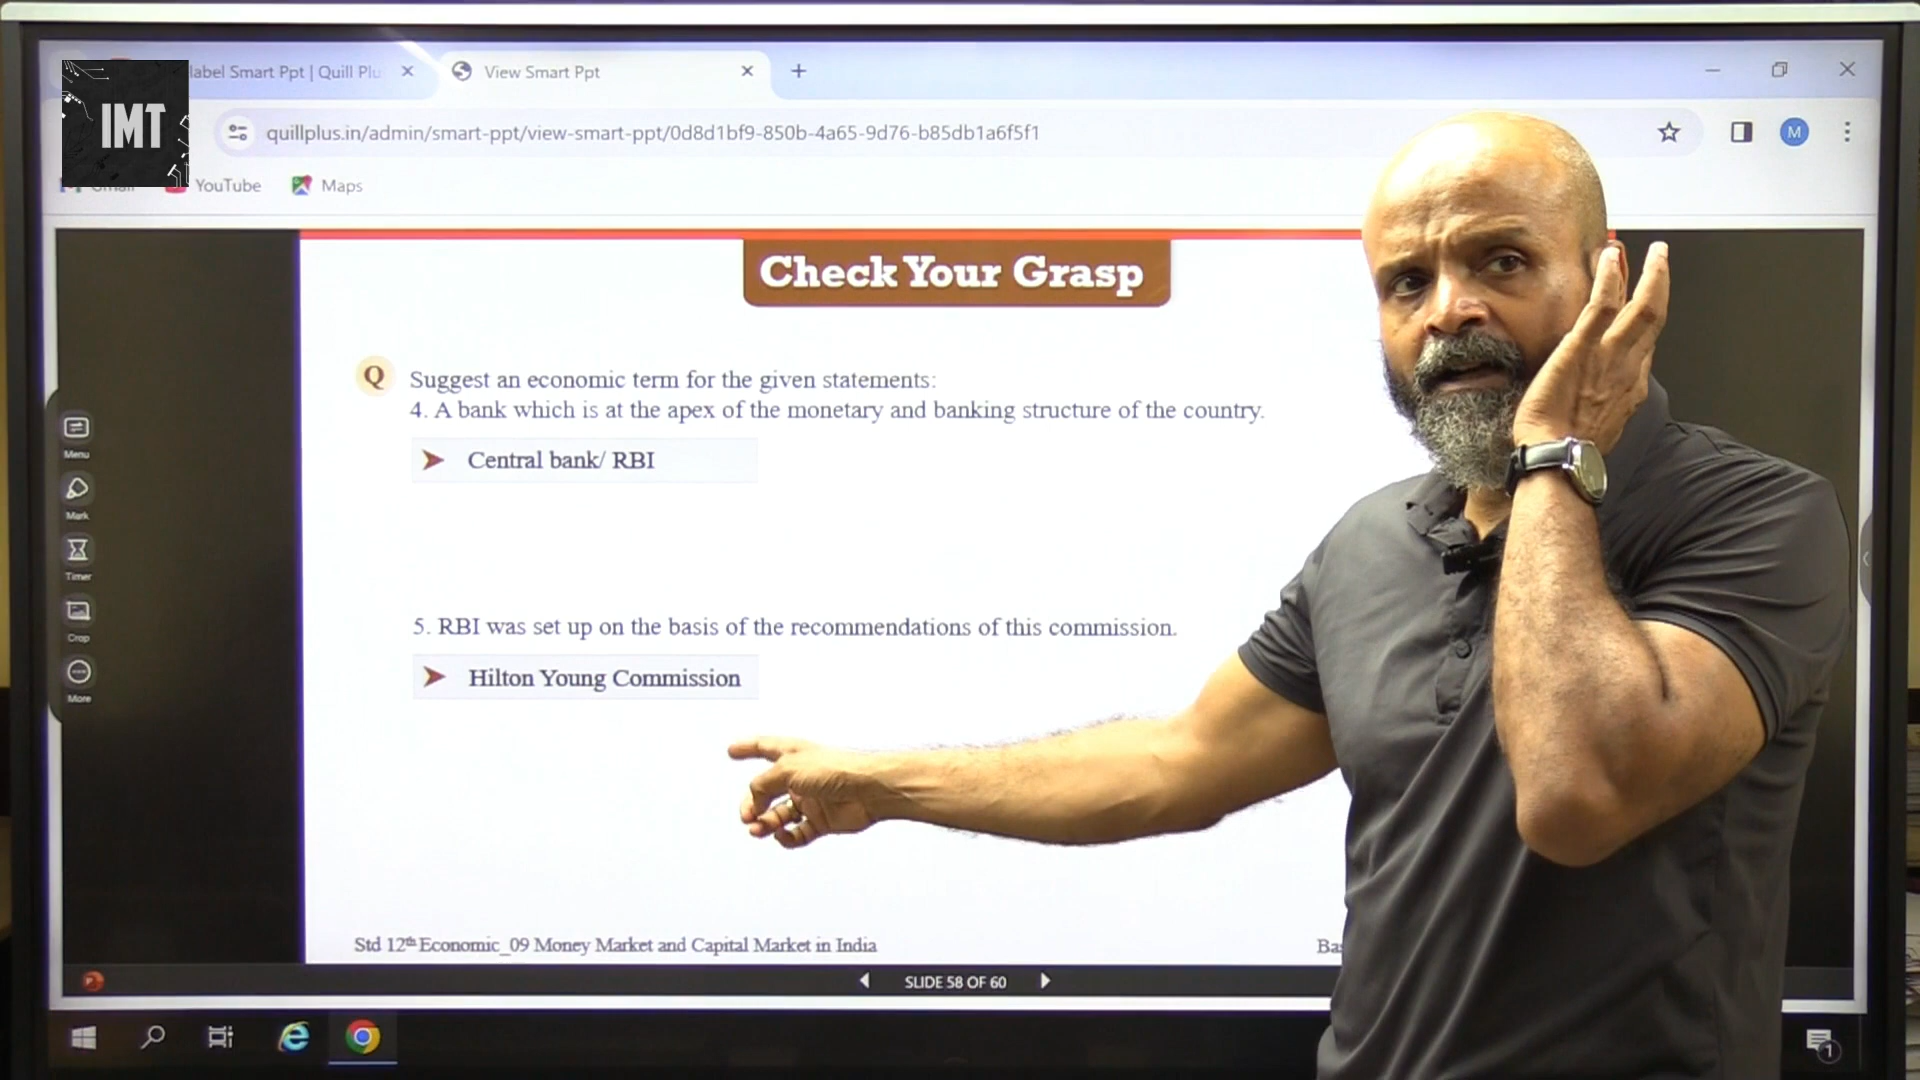 label Smart Ppt | Quill Plu
View Smart Ppt
IMT
quillplus.in/admin/smart-ppt/view-smart-ppt/0d8d1bf9-850b-4a65-9d76-b85db1a6f5f1
M
YouTube
Maps
Check Your Grasp
Q
Suggest an economic term for the given statements:
4. A bank which is at the apex of the monetary and banking structure of the country.
Central bank/ RBI
5. RBI was set up on the basis of the recommendations of this commission.
Hilton Young Commission
Menu
Mark
Timer
Crop
More
Std 12th Economic_09 Money Market and Capital Market in India
SLIDE 58 OF 60
1